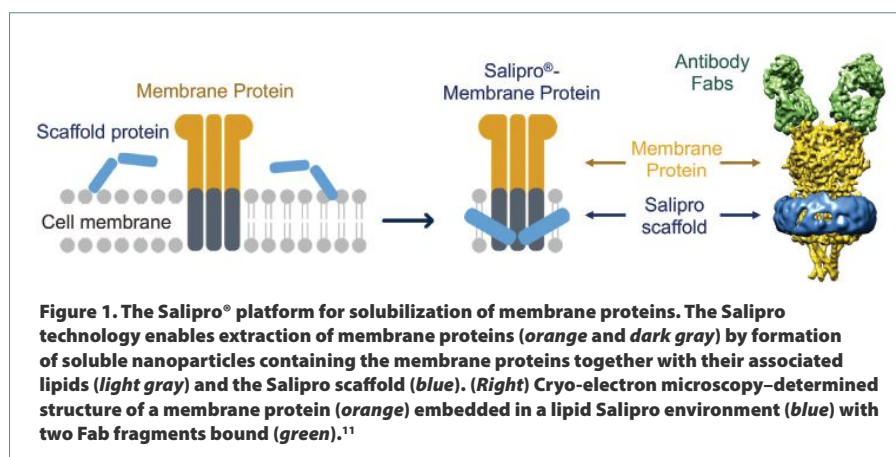 Membrane Protein
Scaffold protein
Cell membrane
Salipro®-
Membrane Protein
Antibody
Fabs
Membrane
Protein
Salipro
scaffold
Figure 1. The Salipro® platform for solubilization of membrane proteins. The Salipro
technology enables extraction of membrane proteins (orange and dark gray) by formation
of soluble nanoparticles containing the membrane proteins together with their associated
lipids (light gray) and the Salipro scaffold (blue). (Right) Cryo-electron microscopy–determined
structure of a membrane protein (orange) embedded in a lipid Salipro environment (blue) with
two Fab fragments bound (green).¹¹